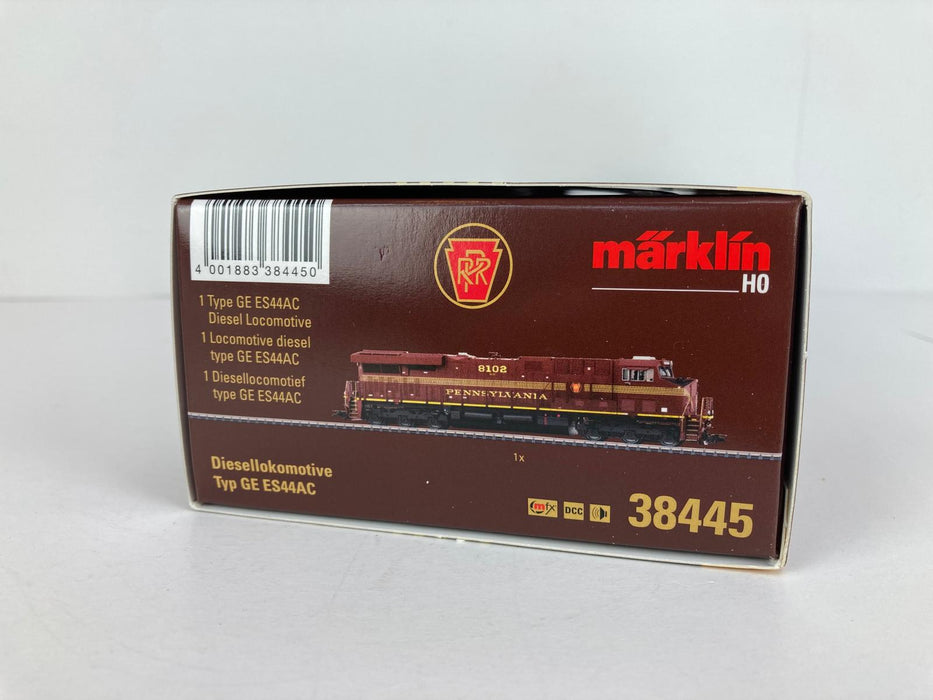 4 001883 384450
PRR
märklin
H0
1 Type GE ES44AC
Diesel Locomotive
1 Locomotive diesel
type GE ES44AC
1 Diesellocomotief
type GE ES44AC
8102
PENNSYLVANIA
1x
Diesellokomotive
Typ GE ES44AC
mfx
DCC
38445